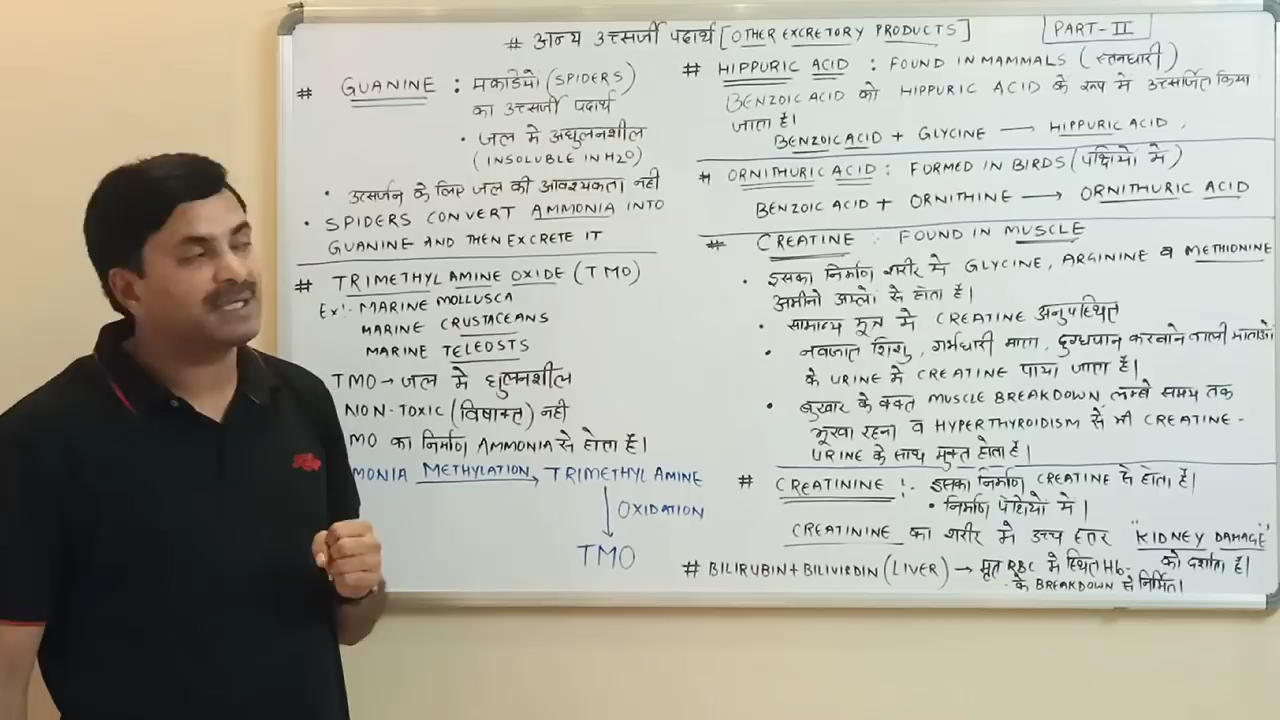 # अन्य उत्सर्जी पदार्थ [OTHER EXCRETORY PRODUCTS]
PART-II
# GUANINE : मकडियो (SPIDERS)
का उत्सर्जी पदार्थ
• जल मे अघुलनशील
(INSOLUBLE IN H2O)
• उत्सर्जन के लिए जल की आवश्यकता नही
• SPIDERS CONVERT AMMONIA INTO
GUANINE AND THEN EXCRETE IT
# TRIMETHYL AMINE OXIDE (TMO)
Ex:- MARINE MOLLUSCA
MARINE CRUSTACEANS
MARINE TELEOSTS
TMO → जल मे घुलनशील
NON-TOXIC (विषाक्त) नही
MO का निर्माण AMMONIA से होता है।
MONIA METHYLATION → TRIMETHYL AMINE
↓ OXIDATION
TMO
# HIPPURIC ACID : FOUND IN MAMMALS (स्तनधारी)
BENZOIC ACID को HIPPURIC ACID के रूप मे उत्सर्जित किया
जाता है।
BENZOIC ACID + GLYCINE → HIPPURIC ACID.
# ORNITHURIC ACID : FORMED IN BIRDS (पक्षियो मे)
BENZOIC ACID + ORNITHINE → ORNITHURIC ACID
# CREATINE : FOUND IN MUSCLE
• इसका निर्माण शरीर मे GLYCINE, ARGININE व METHIONINE
अमीनो अम्लो से होता है।
• सामान्य मूत्र मे CREATINE अनुपस्थित
• नवजात शिशु, गर्भधारी माता, दुग्धपान करवाने वाली माताओ
के URINE मे CREATINE पाया जाता है।
• बुखार के वक्त MUSCLE BREAKDOWN लम्बे समय तक
भूखा रहना व HYPERTHYROIDISM से भी CREATINE-
URINE के साथ मुक्त होता है।
# CREATININE :- इसका निर्माण CREATINE से होता है।
• निर्माण पेशियो मे।
CREATININE का शरीर मे उच्च स्तर "KIDNEY DAMAGE"
को दर्शाता है।
# BILIRUBIN + BILIVIRDIN (LIVER) → मृत RBC मे स्थित Hb-
के BREAKDOWN से निर्मित।